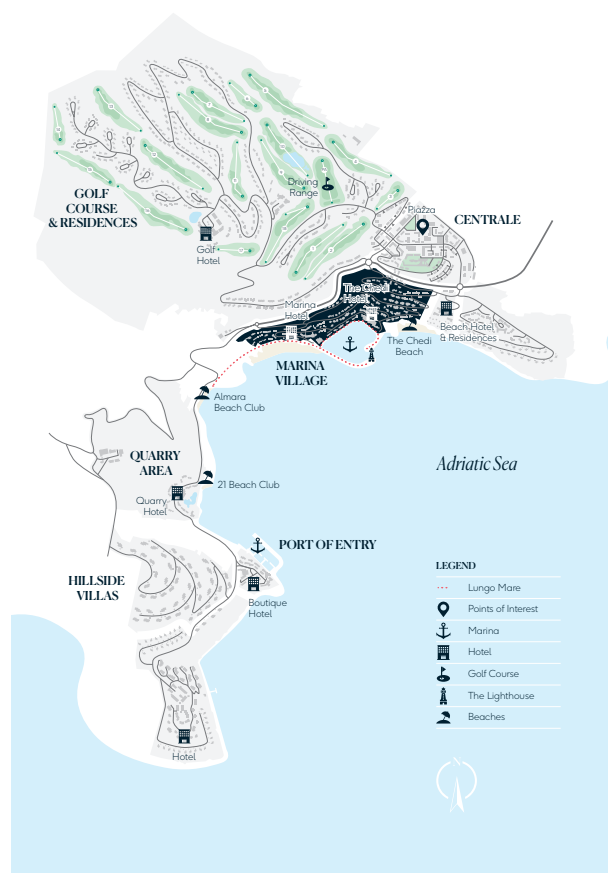 Driving
Range
GOLF
COURSE
& RESIDENCES
Piazza
CENTRALE
Golf
Hotel
The Chedi
Hotel
Marina
Hotel
Beach Hotel
& Residences
The Chedi
Beach
MARINA
VILLAGE
Almara
Beach Club
QUARRY
AREA
Adriatic Sea
21 Beach Club
Quarry
Hotel
PORT OF ENTRY
HILLSIDE
VILLAS
Boutique
Hotel
Hotel
LEGEND
Lungo Mare
Points of Interest
Marina
Hotel
Golf Course
The Lighthouse
Beaches
N